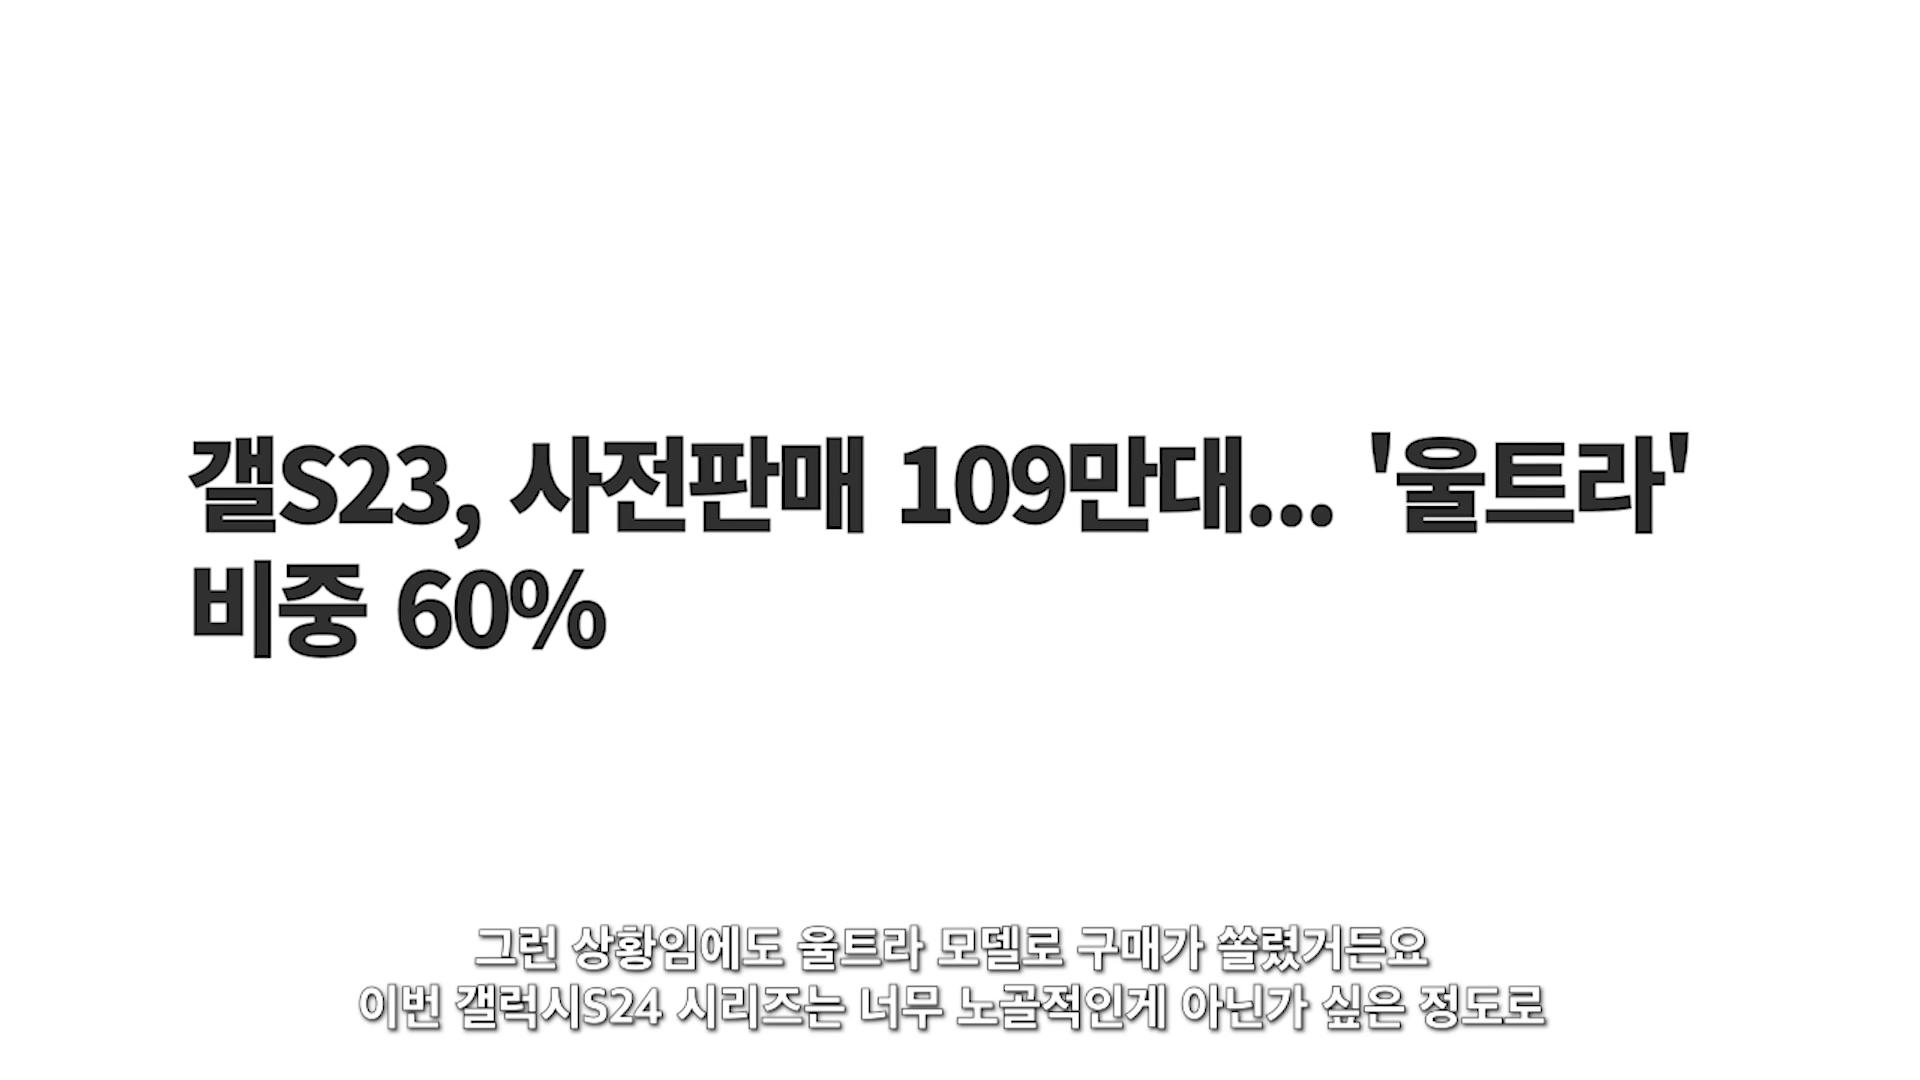 갤S23, 사전판매 109만대... '울트라'
비중 60%
그런 상황임에도 울트라 모델로 구매가 쏠렸거든요
이번 갤럭시S24 시리즈는 너무 노골적인게 아닌가 싶은 정도로